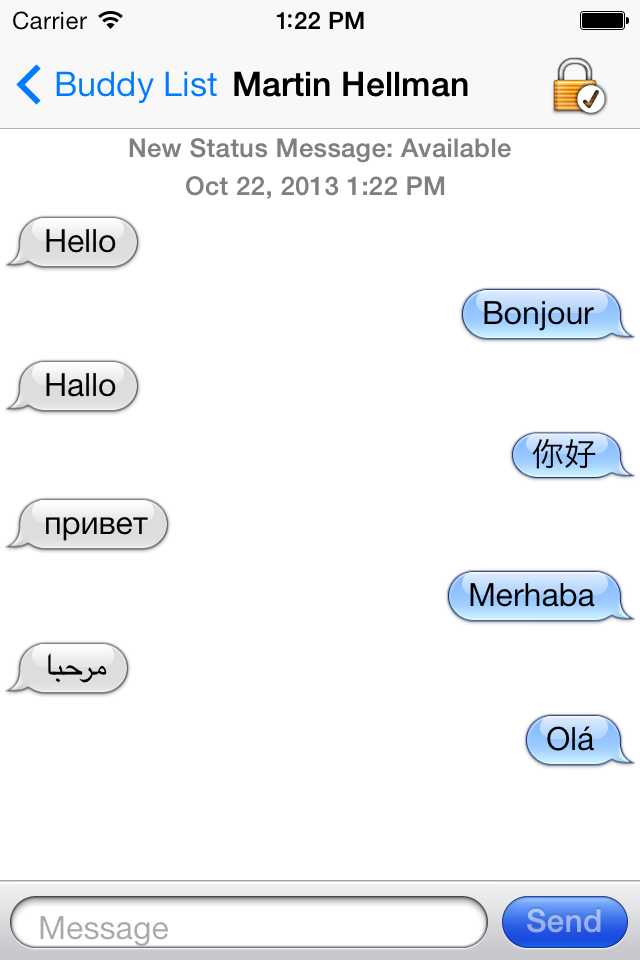 Carrier 1:22 PM
Buddy List Martin Hellman
New Status Message: Available
Oct 22, 2013 1:22 PM
Hello
Bonjour
Hallo
你好
привет
Merhaba
مرحبا
Olá
Message Send